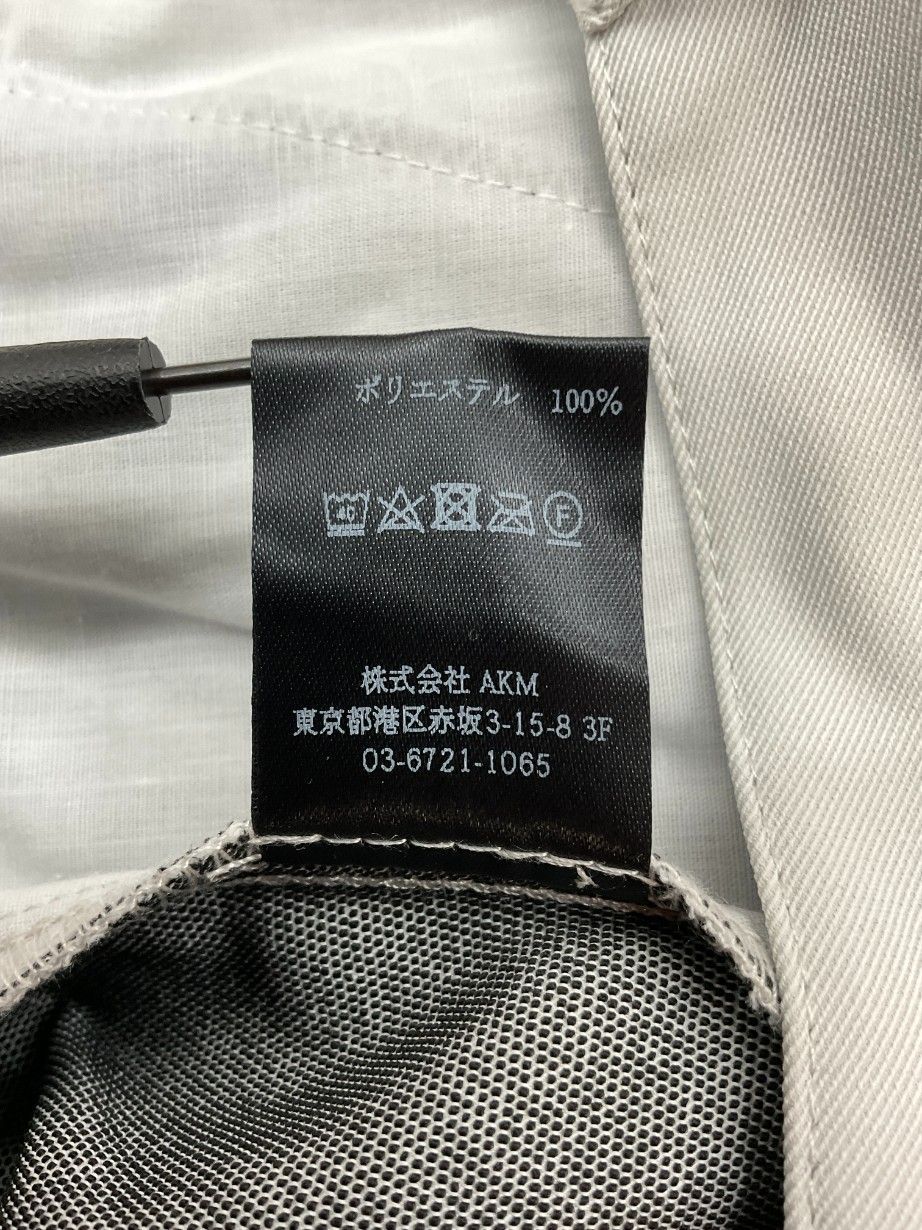 ポリエステル 100%
40 F
株式会社 AKM
東京都港区赤坂3-15-8 3F
03-6721-1065